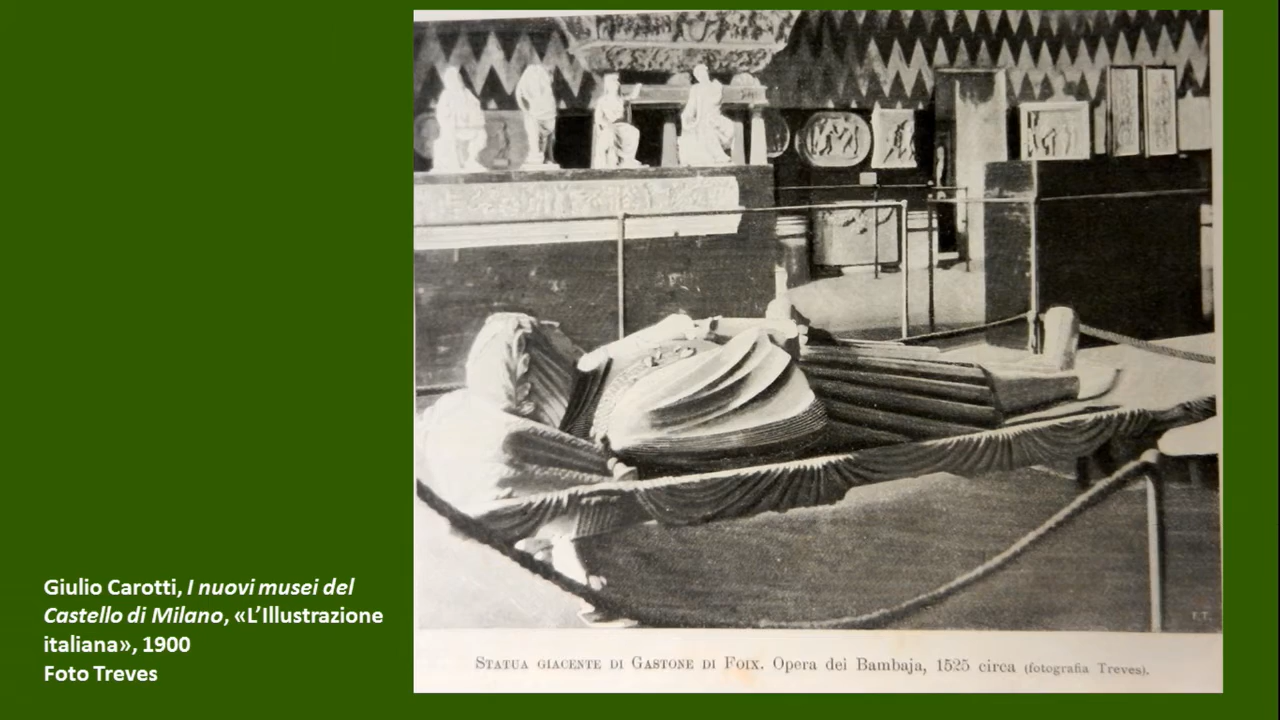 Giulio Carotti, I nuovi musei del
Castello di Milano, «L’Illustrazione
italiana», 1900
Foto Treves
F. T.
Statua giacente di Gastone di Foix. Opera dei Bambaja, 1525 circa (fotografia Treves).